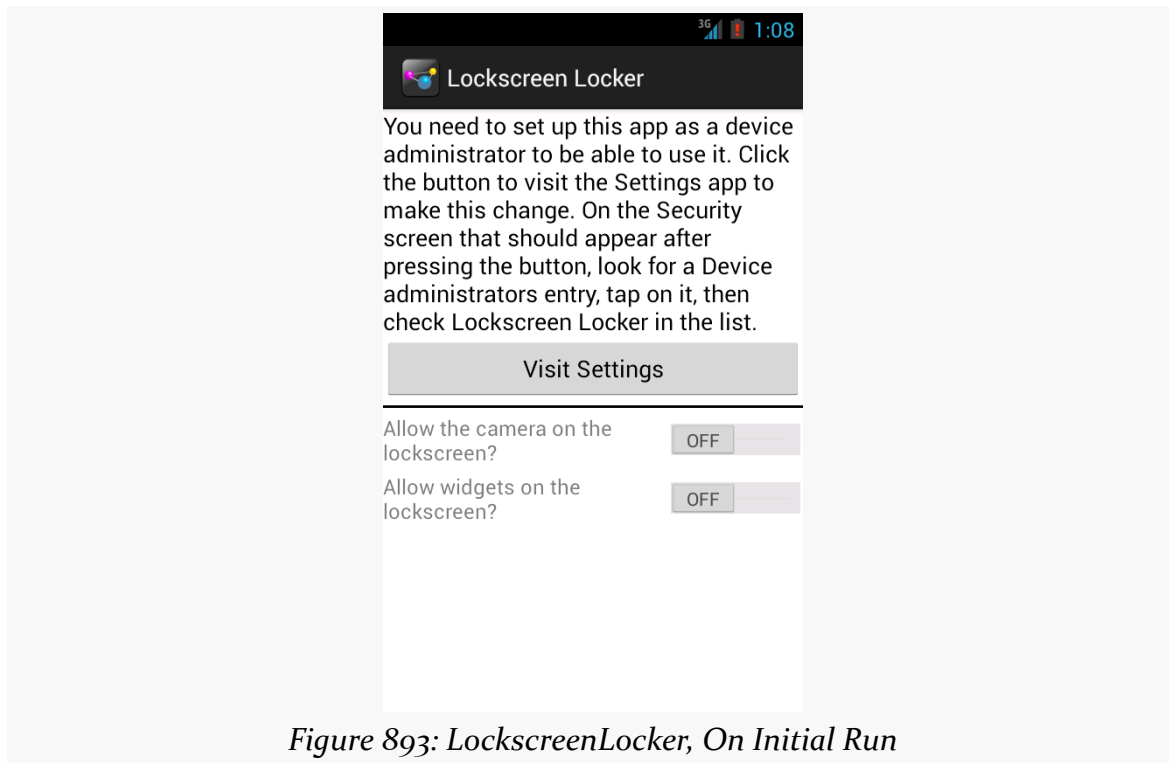 3G 1:08
Lockscreen Locker
You need to set up this app as a device
administrator to be able to use it. Click
the button to visit the Settings app to
make this change. On the Security
screen that should appear after
pressing the button, look for a Device
administrators entry, tap on it, then
check Lockscreen Locker in the list.
Visit Settings
Allow the camera on the
lockscreen?
OFF
Allow widgets on the
lockscreen?
OFF
Figure 893: LockscreenLocker, On Initial Run